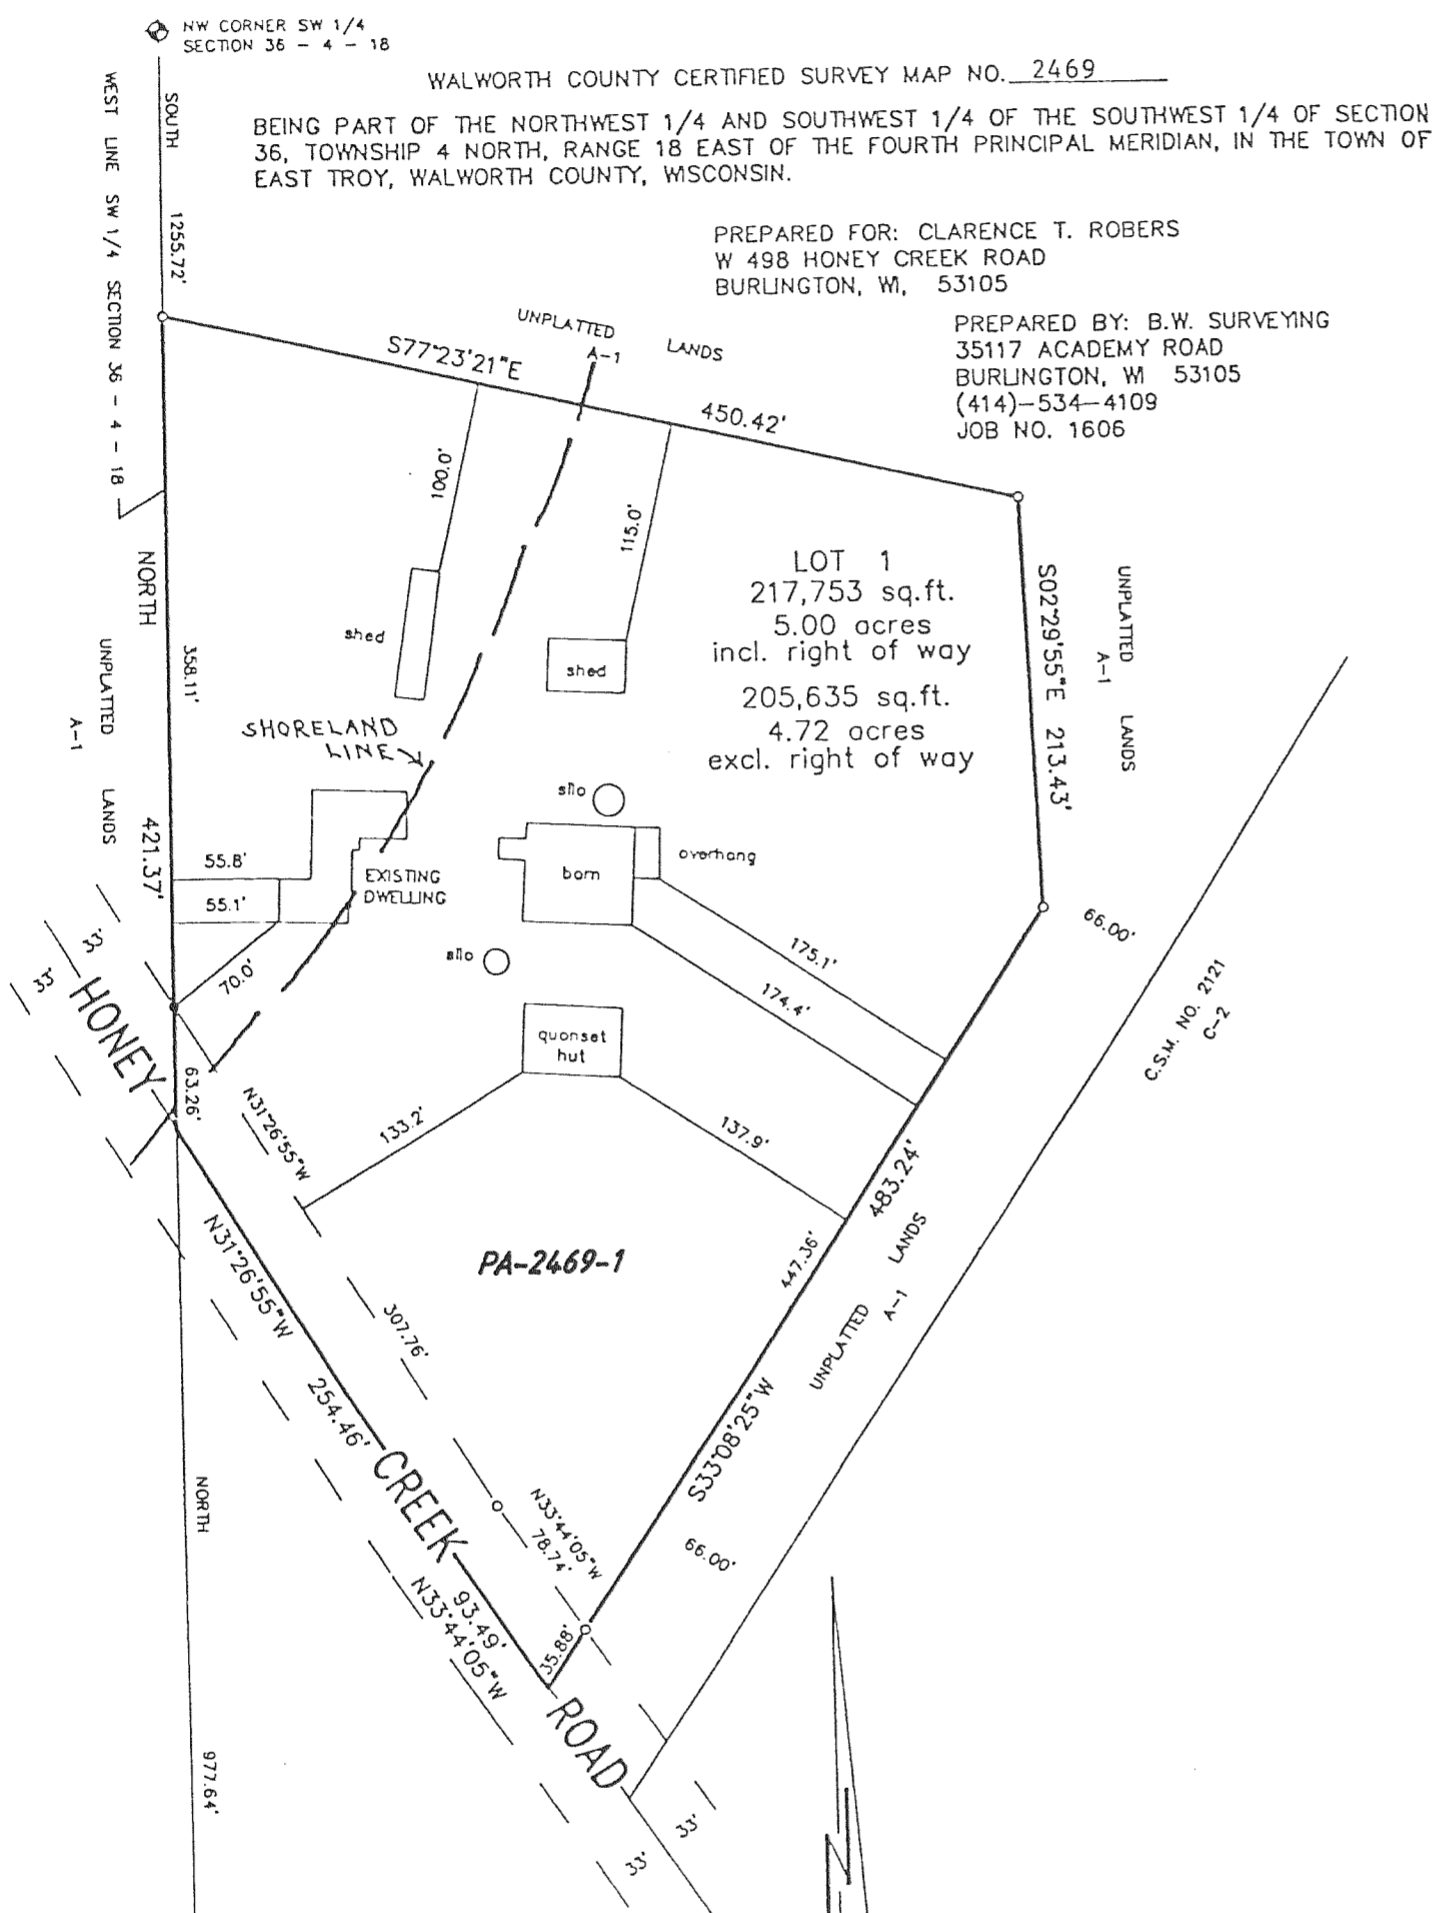 NW CORNER SW 1/4
SECTION 36 - 4 - 18
WALWORTH COUNTY CERTIFIED SURVEY MAP NO. 2469
BEING PART OF THE NORTHWEST 1/4 AND SOUTHWEST 1/4 OF THE SOUTHWEST 1/4 OF SECTION
36, TOWNSHIP 4 NORTH, RANGE 18 EAST OF THE FOURTH PRINCIPAL MERIDIAN, IN THE TOWN OF
EAST TROY, WALWORTH COUNTY, WISCONSIN.
PREPARED FOR: CLARENCE T. ROBERS
W 498 HONEY CREEK ROAD
BURLINGTON, WI, 53105
PREPARED BY: B.W. SURVEYING
35117 ACADEMY ROAD
BURLINGTON, WI 53105
(414)-534-4109
JOB NO. 1606
WEST LINE SW 1/4 SECTION 36 - 4 - 18
SOUTH 1255.72'
UNPLATTED LANDS
A-1
S77°23'21"E 450.42'
100.0'
115.0'
LOT 1
217,753 sq.ft.
5.00 acres
incl. right of way
205,635 sq.ft.
4.72 acres
excl. right of way
S02°29'55"E 213.43'
UNPLATTED LANDS
A-1
NORTH 421.37'
358.11'
UNPLATTED LANDS
A-1
shed
shed
SHORELAND
LINE
silo
barn
overhang
55.8'
55.1'
EXISTING
DWELLING
70.0'
silo
175.1'
174.4'
66.00'
C.S.M. NO. 2121
C-2
33'
33'
HONEY CREEK ROAD
quonset
hut
63.26'
N31°26'55"W
133.2'
137.9'
483.24'
447.36'
UNPLATTED LANDS
A-1
PA-2469-1
N31°26'55"W
254.46'
307.76'
S33°08'25"W
NORTH
977.64'
N33°44'05"W
78.74'
66.00'
93.49'
N33°44'05"W
35.88'
33'
33'
N